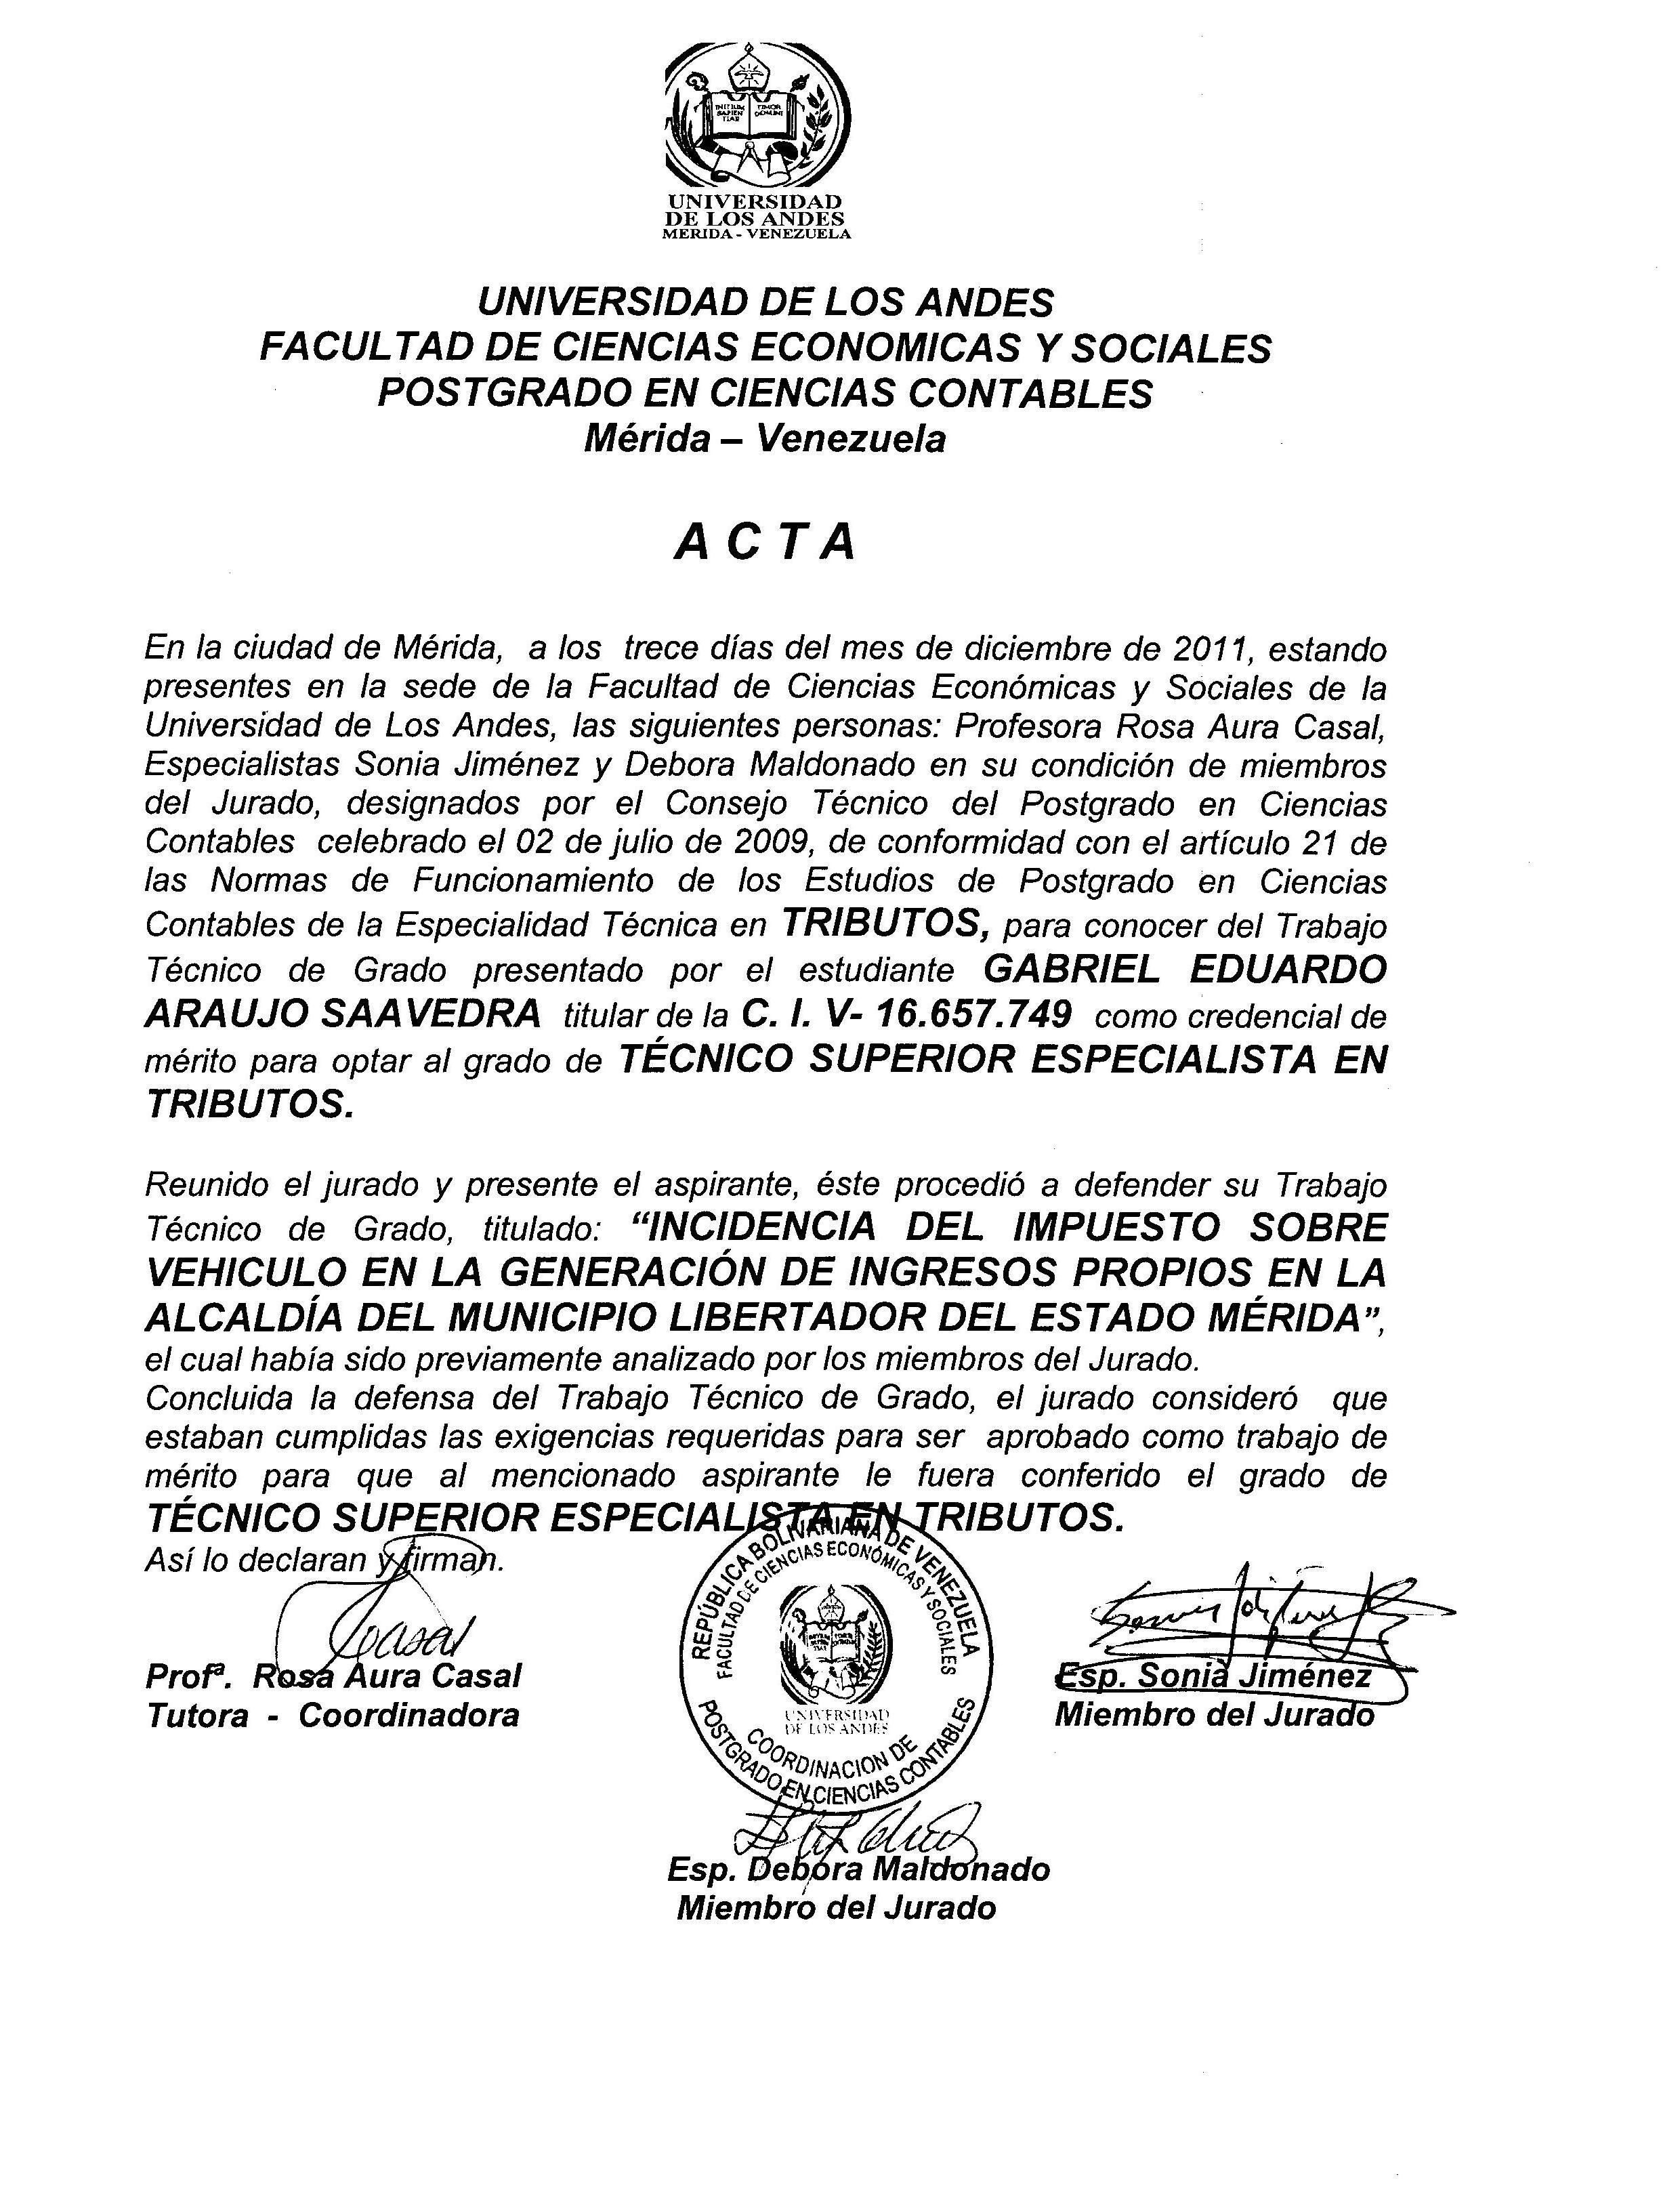 INITIUM SAPIENTIAE TIMOR DOMINI
UNIVERSIDAD
DE LOS ANDES
MERIDA - VENEZUELA
UNIVERSIDAD DE LOS ANDES
FACULTAD DE CIENCIAS ECONOMICAS Y SOCIALES
POSTGRADO EN CIENCIAS CONTABLES
Mérida – Venezuela
A C T A
En la ciudad de Mérida, a los trece días del mes de diciembre de 2011, estando
presentes en la sede de la Facultad de Ciencias Económicas y Sociales de la
Universidad de Los Andes, las siguientes personas: Profesora Rosa Aura Casal,
Especialistas Sonia Jiménez y Debora Maldonado en su condición de miembros
del Jurado, designados por el Consejo Técnico del Postgrado en Ciencias
Contables celebrado el 02 de julio de 2009, de conformidad con el artículo 21 de
las Normas de Funcionamiento de los Estudios de Postgrado en Ciencias
Contables de la Especialidad Técnica en TRIBUTOS, para conocer del Trabajo
Técnico de Grado presentado por el estudiante GABRIEL EDUARDO
ARAUJO SAAVEDRA titular de la C. I. V- 16.657.749 como credencial de
mérito para optar al grado de TÉCNICO SUPERIOR ESPECIALISTA EN
TRIBUTOS.
Reunido el jurado y presente el aspirante, éste procedió a defender su Trabajo
Técnico de Grado, titulado: “INCIDENCIA DEL IMPUESTO SOBRE
VEHICULO EN LA GENERACIÓN DE INGRESOS PROPIOS EN LA
ALCALDÍA DEL MUNICIPIO LIBERTADOR DEL ESTADO MÉRIDA”,
el cual había sido previamente analizado por los miembros del Jurado.
Concluida la defensa del Trabajo Técnico de Grado, el jurado consideró que
estaban cumplidas las exigencias requeridas para ser aprobado como trabajo de
mérito para que al mencionado aspirante le fuera conferido el grado de
TÉCNICO SUPERIOR ESPECIALISTA EN TRIBUTOS.
Así lo declaran y firman.
REPÚBLICA BOLIVARIANA DE VENEZUELA
FACULTAD DE CIENCIAS ECONÓMICAS Y SOCIALES
UNIVERSIDAD
DE LOS ANDES
COORDINACION DE
POSTGRADO EN CIENCIAS CONTABLES
Profª. Rosa Aura Casal
Tutora - Coordinadora
Esp. Sonia Jiménez
Miembro del Jurado
Esp. Debora Maldonado
Miembro del Jurado